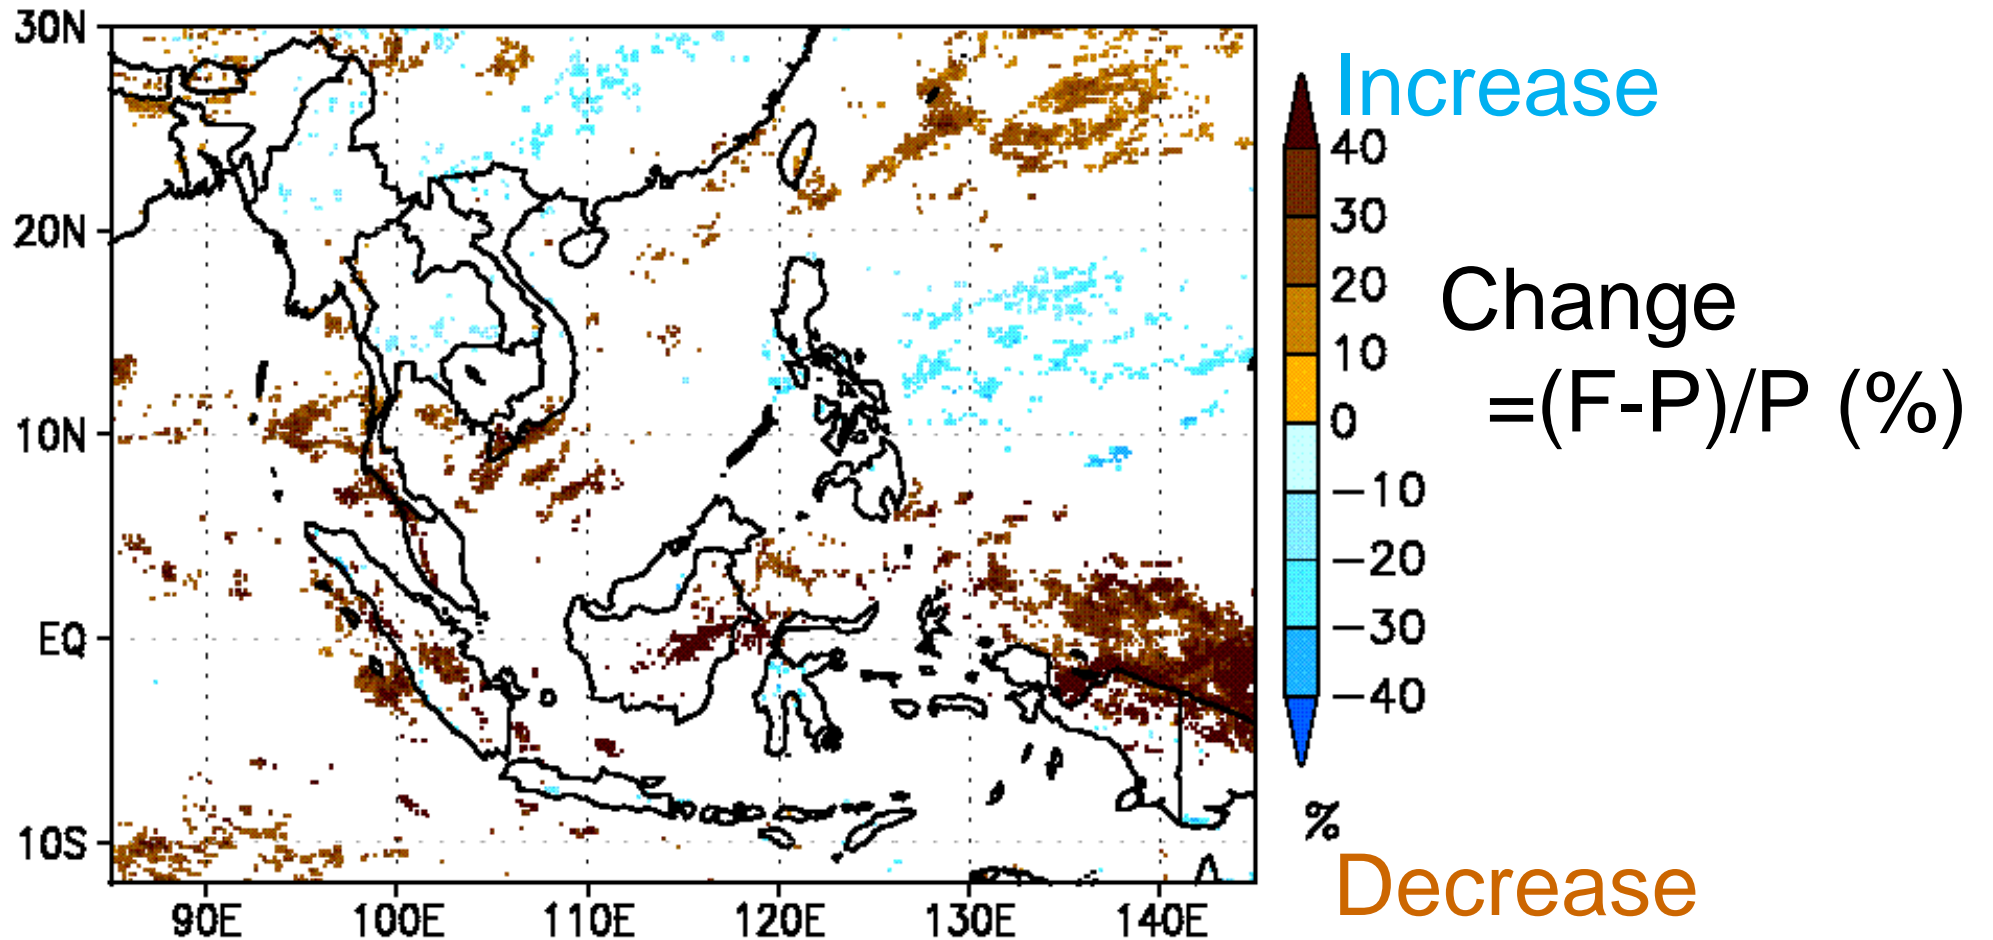 30N
20N
10N
EQ
10S
90E
100E
110E
120E
130E
140E
Increase
40
30
20
10
0
−10
−20
−30
−40
%
Decrease
Change
=(F-P)/P (%)